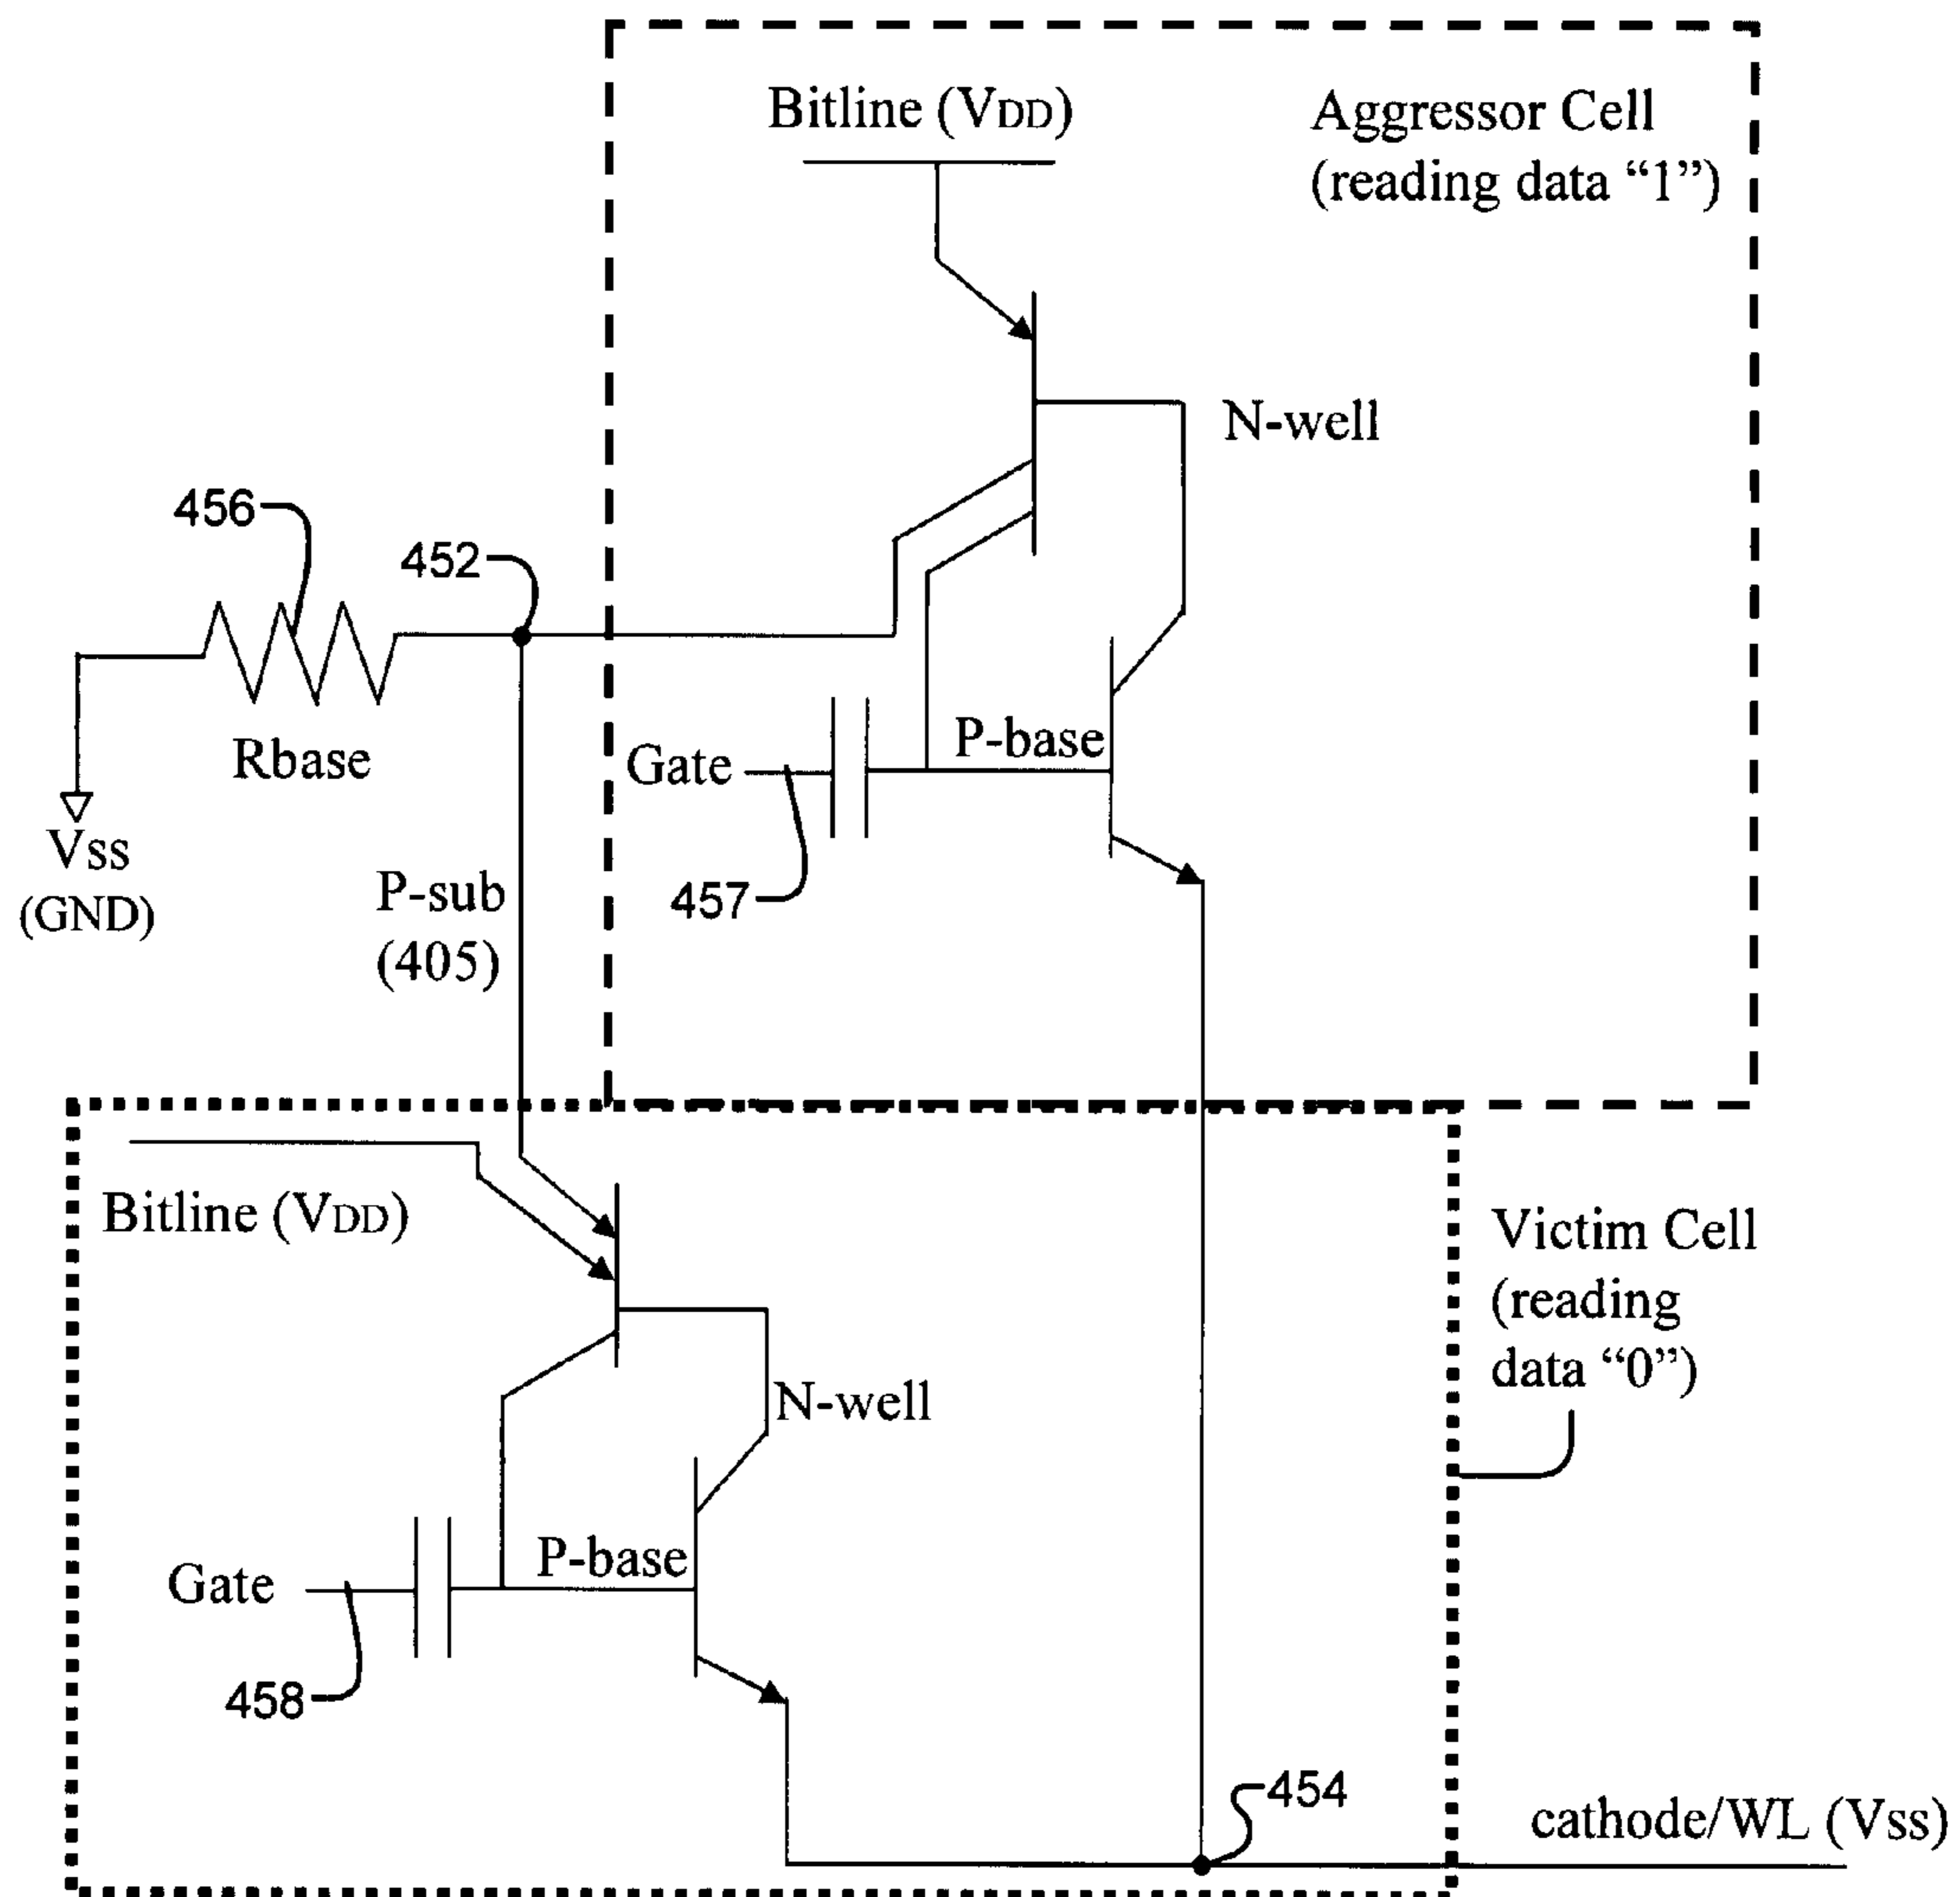 Bitline (VDD)
Aggressor Cell
(reading data “1”)
N-well
456
452
Rbase
Vss
(GND)
Gate
P-base
457
P-sub
(405)
Bitline (VDD)
Victim Cell
(reading
data “0”)
N-well
Gate
P-base
458
454
cathode/WL (Vss)